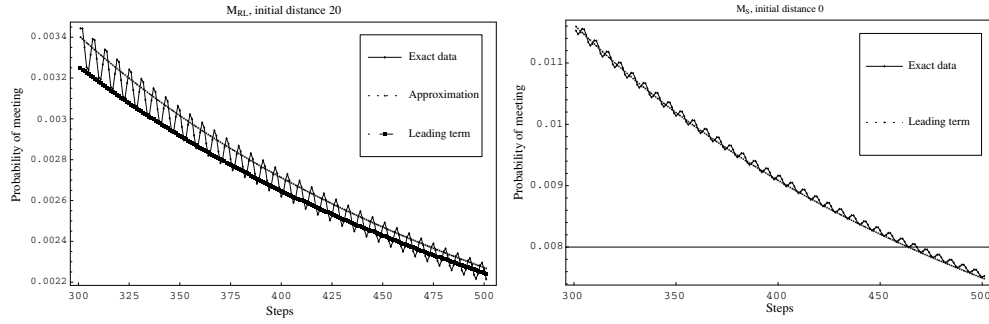 M_RL, initial distance 20
Probability of meeting
0.0034
0.0032
0.003
0.0028
0.0026
0.0024
0.0022
Exact data
Approximation
Leading term
300 325 350 375 400 425 450 475 500
Steps
M_S, initial distance 0
Probability of meeting
0.011
0.01
0.009
0.008
Exact data
Leading term
300 350 400 450 500
Steps